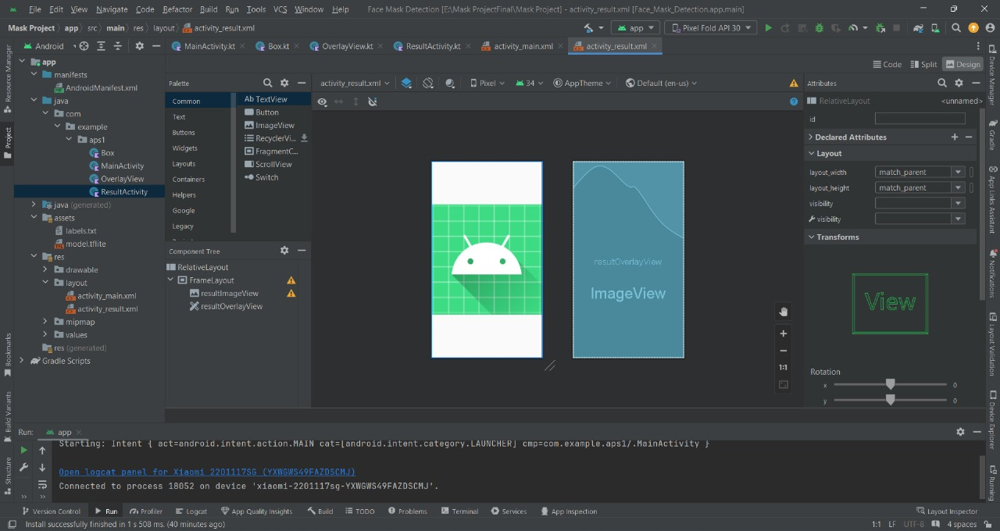 File Edit View Navigate Code Refactor Build Run Tools VCS Window Help Face Mask Detection [E:\Mask ProjectFinal\Mask Project] - activity_result.xml [Face_Mask_Detection.app.main]
Mask Project app src main res layout activity_result.xml
app Pixel Fold API 30
Android
MainActivity.kt Box.kt OverlayView.kt ResultActivity.kt activity_main.xml activity_result.xml
Code Split Design
Resource Manager
Project
Bookmarks
Build Variants
Structure
app
manifests
AndroidManifest.xml
java
com
example
aps1
Box
MainActivity
OverlayView
ResultActivity
java (generated)
assets
labels.txt
model.tflite
res
drawable
layout
activity_main.xml
activity_result.xml
mipmap
values
res (generated)
Gradle Scripts
Palette
Common
Text
Buttons
Widgets
Layouts
Containers
Helpers
Google
Legacy
Ab TextView
Button
ImageView
RecyclerVi...
FragmentC...
ScrollView
Switch
Component Tree
RelativeLayout
FrameLayout
resultImageView
resultOverlayView
activity_result.xml Pixel 34 AppTheme Default (en-us)
resultOverlayView
ImageView
1:1
Attributes
RelativeLayout <unnamed>
id
Declared Attributes
Layout
layout_width match_parent
layout_height match_parent
visibility
visibility
Transforms
View
Rotation
x 0
y 0
Device Manager
Gradle
App Links Assistant
Notifications
Layout Validation
Device Explorer
Running
Run: app
Starting: Intent { act=android.intent.action.MAIN cat=[android.intent.category.LAUNCHER] cmp=com.example.aps1/.MainActivity }
Open logcat panel for Xiaomi 2201117SG (YXWGWS49FAZDSCMJ)
Connected to process 18052 on device 'xiaomi-2201117sg-YXWGWS49FAZDSCMJ'.
Version Control Run Profiler Logcat App Quality Insights Build TODO Problems Terminal Services App Inspection Layout Inspector
Install successfully finished in 1 s 508 ms. (40 minutes ago) 1:1 LF UTF-8 4 spaces